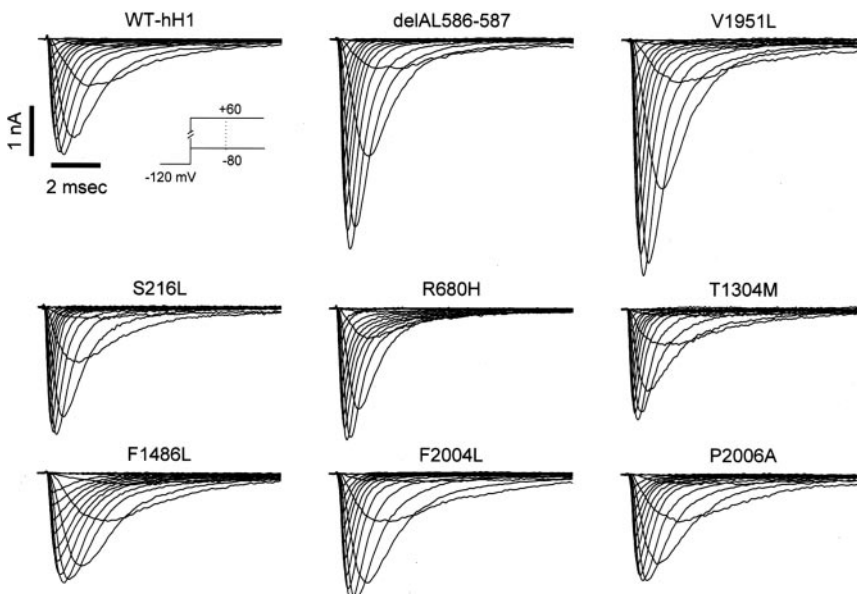 WT-hH1
delAL586-587
V1951L
1 nA
2 msec
+60
-80
-120 mV
S216L
R680H
T1304M
F1486L
F2004L
P2006A